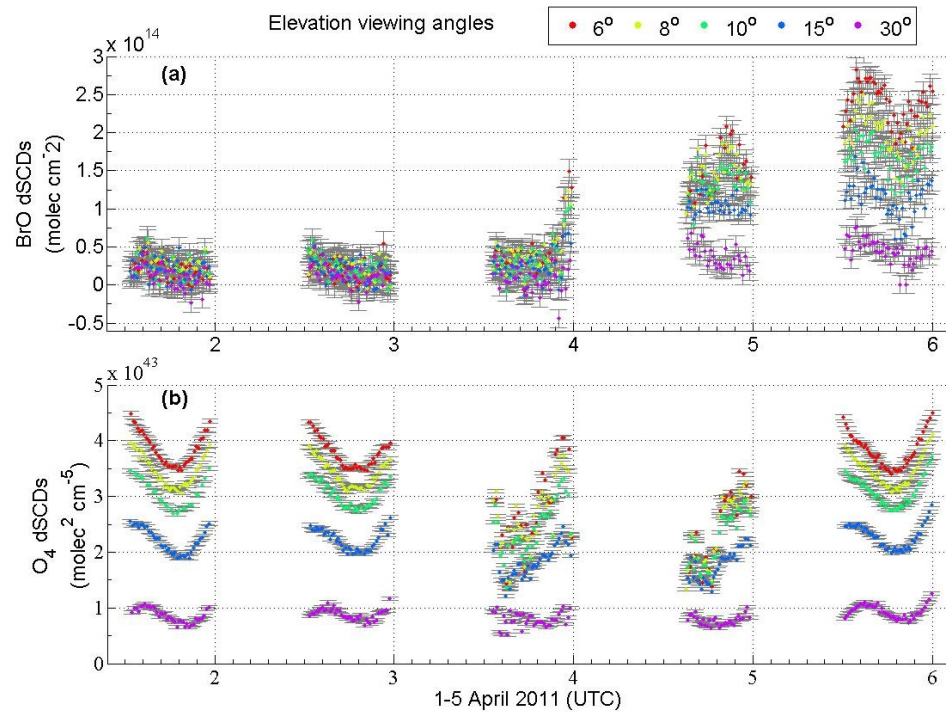 Elevation viewing angles
6° 8° 10° 15° 30°
x 10^14
(a)
3
2.5
2
1.5
1
0.5
0
-0.5
BrO dSCDs
(molec cm-2)
2 3 4 5 6
x 10^43
(b)
5
4
3
2
1
0
O4 dSCDs
(molec^2 cm-5)
2 3 4 5 6
1-5 April 2011 (UTC)